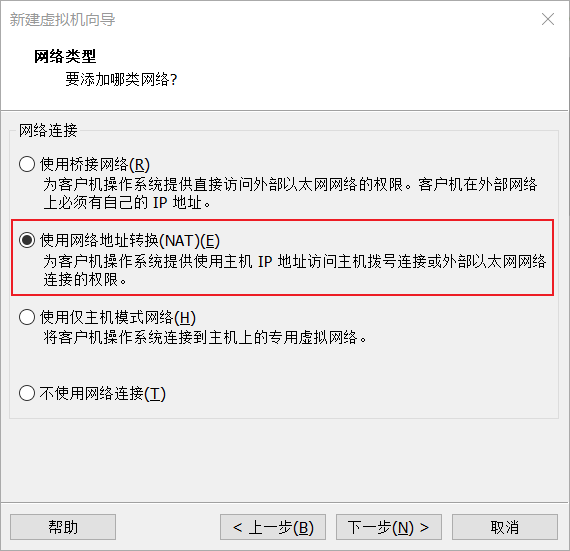 新建虚拟机向导
网络类型
要添加哪类网络?
网络连接
使用桥接网络(R)
为客户机操作系统提供直接访问外部以太网网络的权限。客户机在外部网络
上必须有自己的 IP 地址。
使用网络地址转换(NAT)(E)
为客户机操作系统提供使用主机 IP 地址访问主机拨号连接或外部以太网网络
连接的权限。
使用仅主机模式网络(H)
将客户机操作系统连接到主机上的专用虚拟网络。
不使用网络连接(T)
帮助
< 上一步(B)
下一步(N) >
取消